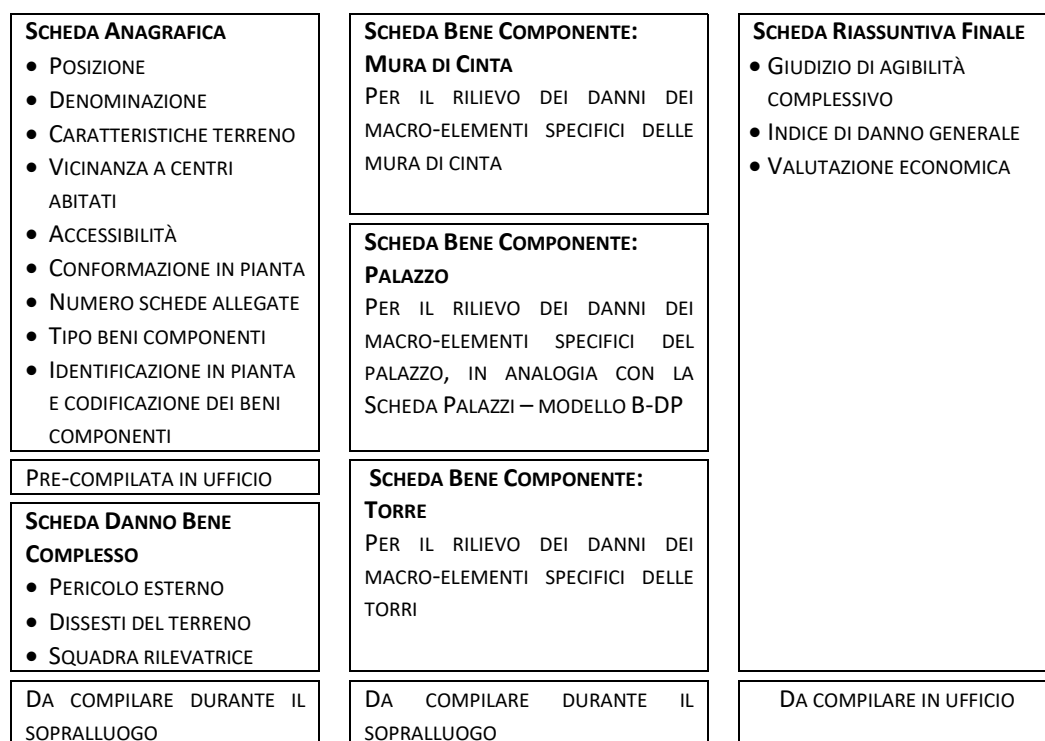 SCHEDA ANAGRAFICA
• POSIZIONE
• DENOMINAZIONE
• CARATTERISTICHE TERRENO
• VICINANZA A CENTRI
ABITATI
• ACCESSIBILITÀ
• CONFORMAZIONE IN PIANTA
• NUMERO SCHEDE ALLEGATE
• TIPO BENI COMPONENTI
• IDENTIFICAZIONE IN PIANTA
E CODIFICAZIONE DEI BENI
COMPONENTI
PRE-COMPILATA IN UFFICIO
SCHEDA DANNO BENE
COMPLESSO
• PERICOLO ESTERNO
• DISSESTI DEL TERRENO
• SQUADRA RILEVATRICE
DA COMPILARE DURANTE IL
SOPRALLUOGO
SCHEDA BENE COMPONENTE:
MURA DI CINTA
PER IL RILIEVO DEI DANNI DEI
MACRO-ELEMENTI SPECIFICI DELLE
MURA DI CINTA
SCHEDA BENE COMPONENTE:
PALAZZO
PER IL RILIEVO DEI DANNI DEI
MACRO-ELEMENTI SPECIFICI DEL
PALAZZO, IN ANALOGIA CON LA
SCHEDA PALAZZI – MODELLO B-DP
SCHEDA BENE COMPONENTE:
TORRE
PER IL RILIEVO DEI DANNI DEI
MACRO-ELEMENTI SPECIFICI DELLE
TORRI
DA COMPILARE DURANTE IL
SOPRALLUOGO
SCHEDA RIASSUNTIVA FINALE
• GIUDIZIO DI AGIBILITÀ
COMPLESSIVO
• INDICE DI DANNO GENERALE
• VALUTAZIONE ECONOMICA
DA COMPILARE IN UFFICIO